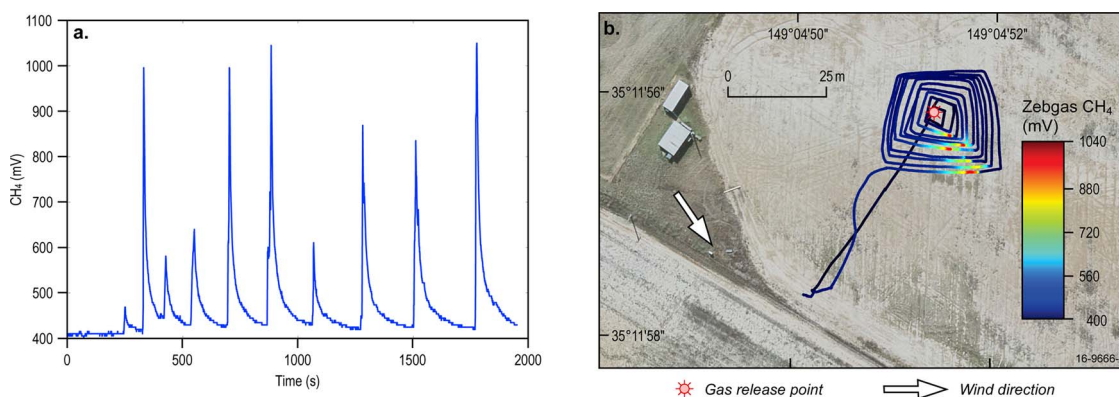 a.
1100
1000
900
800
700
600
500
400
CH₄ (mV)
0
500
1000
1500
2000
Time (s)
b.
149°04'50"
149°04'52"
0
25 m
35°11'56"
35°11'58"
Zebgas CH₄
(mV)
1040
880
720
560
400
16-9666-
Gas release point
Wind direction